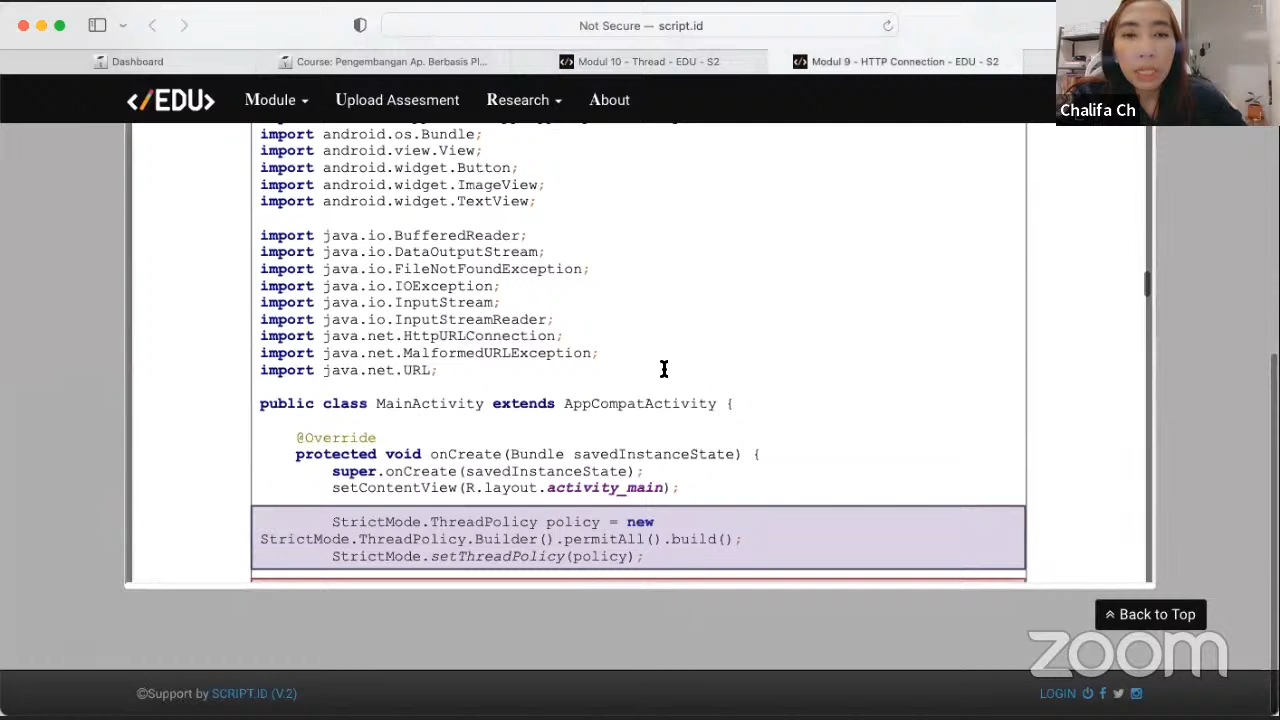 Not Secure — script.id
Dashboard
Course: Pengembangan Ap. Berbasis Pl...
Modul 10 - Thread - EDU - S2
Modul 9 - HTTP Connection - EDU - S2
Chalifa Ch
</EDU>
Module
Upload Assesment
Research
About
import android.os.Bundle;
import android.view.View;
import android.widget.Button;
import android.widget.ImageView;
import android.widget.TextView;
import java.io.BufferedReader;
import java.io.DataOutputStream;
import java.io.FileNotFoundException;
import java.io.IOException;
import java.io.InputStream;
import java.io.InputStreamReader;
import java.net.HttpURLConnection;
import java.net.MalformedURLException;
import java.net.URL;
public class MainActivity extends AppCompatActivity {
@Override
protected void onCreate(Bundle savedInstanceState) {
super.onCreate(savedInstanceState);
setContentView(R.layout.activity_main);
StrictMode.ThreadPolicy policy = new
StrictMode.ThreadPolicy.Builder().permitAll().build();
StrictMode.setThreadPolicy(policy);
Back to Top
zoom
©Support by SCRIPT.ID (V.2)
LOGIN